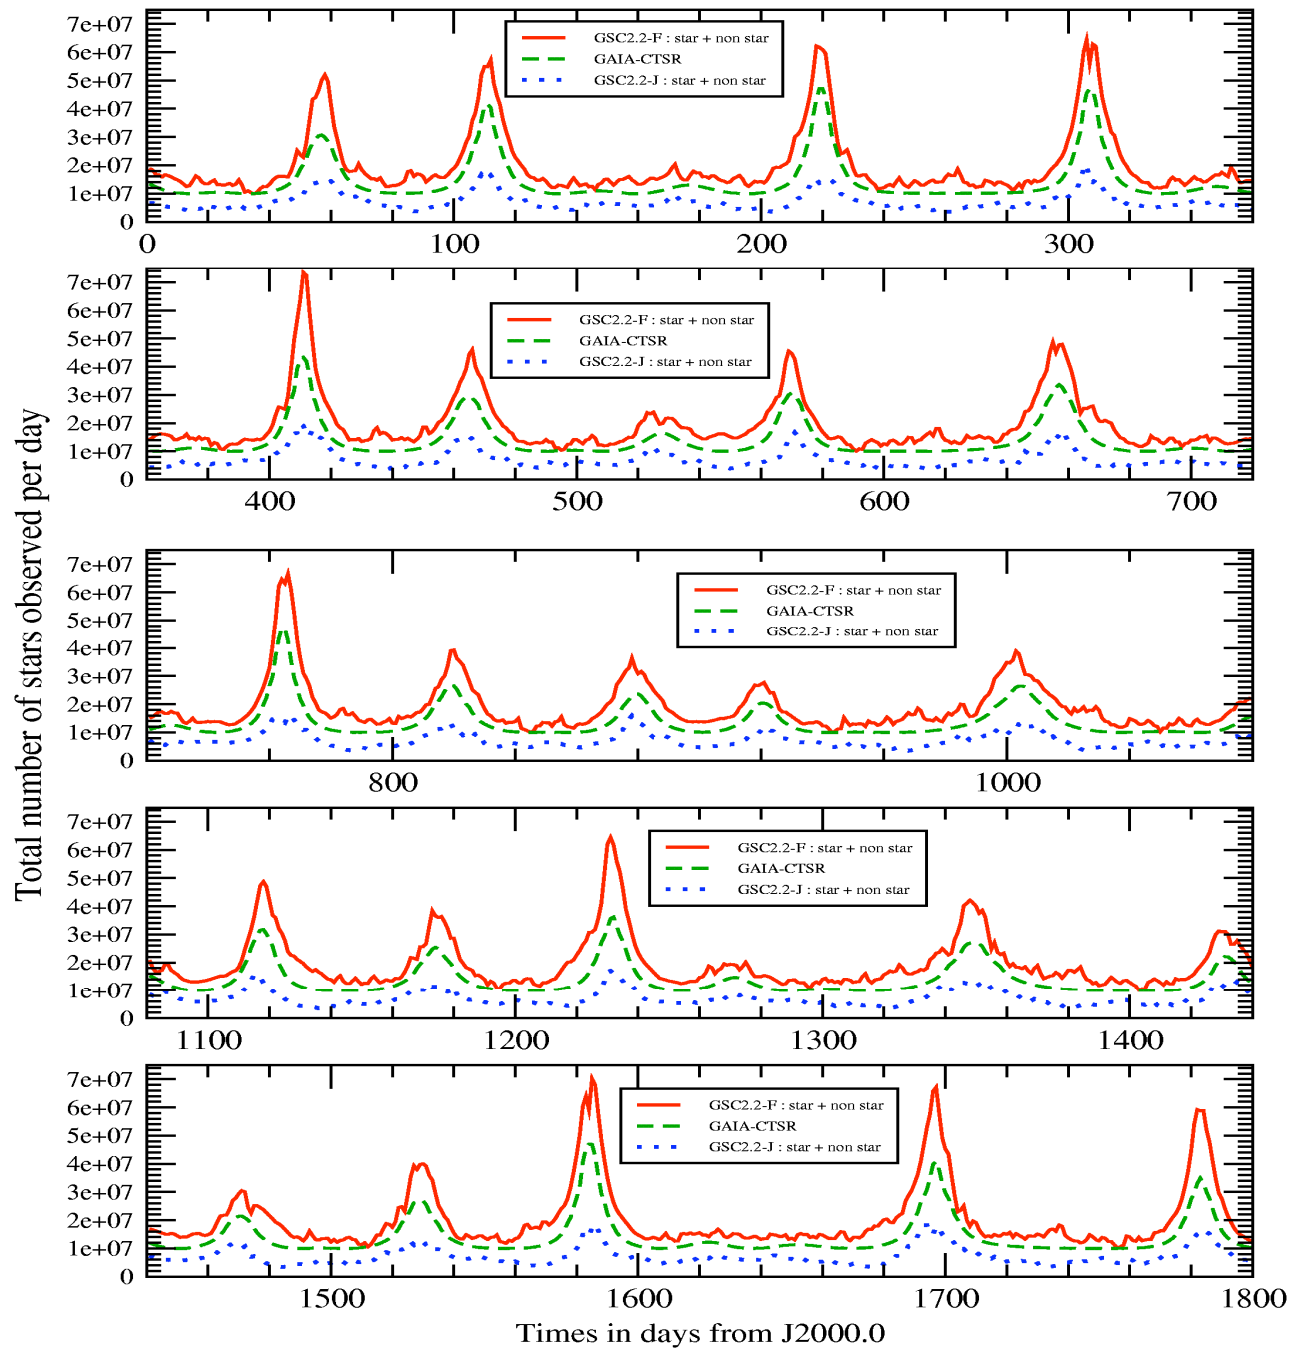 Total number of stars observed per day
7e+07
6e+07
5e+07
4e+07
3e+07
2e+07
1e+07
0
GSC2.2-F : star + non star
GAIA-CTSR
GSC2.2-J : star + non star
0 100 200 300
7e+07
6e+07
5e+07
4e+07
3e+07
2e+07
1e+07
0
GSC2.2-F : star + non star
GAIA-CTSR
GSC2.2-J : star + non star
400 500 600 700
7e+07
6e+07
5e+07
4e+07
3e+07
2e+07
1e+07
0
GSC2.2-F : star + non star
GAIA-CTSR
GSC2.2-J : star + non star
800 1000
7e+07
6e+07
5e+07
4e+07
3e+07
2e+07
1e+07
0
GSC2.2-F : star + non star
GAIA-CTSR
GSC2.2-J : star + non star
1100 1200 1300 1400
7e+07
6e+07
5e+07
4e+07
3e+07
2e+07
1e+07
0
GSC2.2-F : star + non star
GAIA-CTSR
GSC2.2-J : star + non star
1500 1600 1700 1800
Times in days from J2000.0